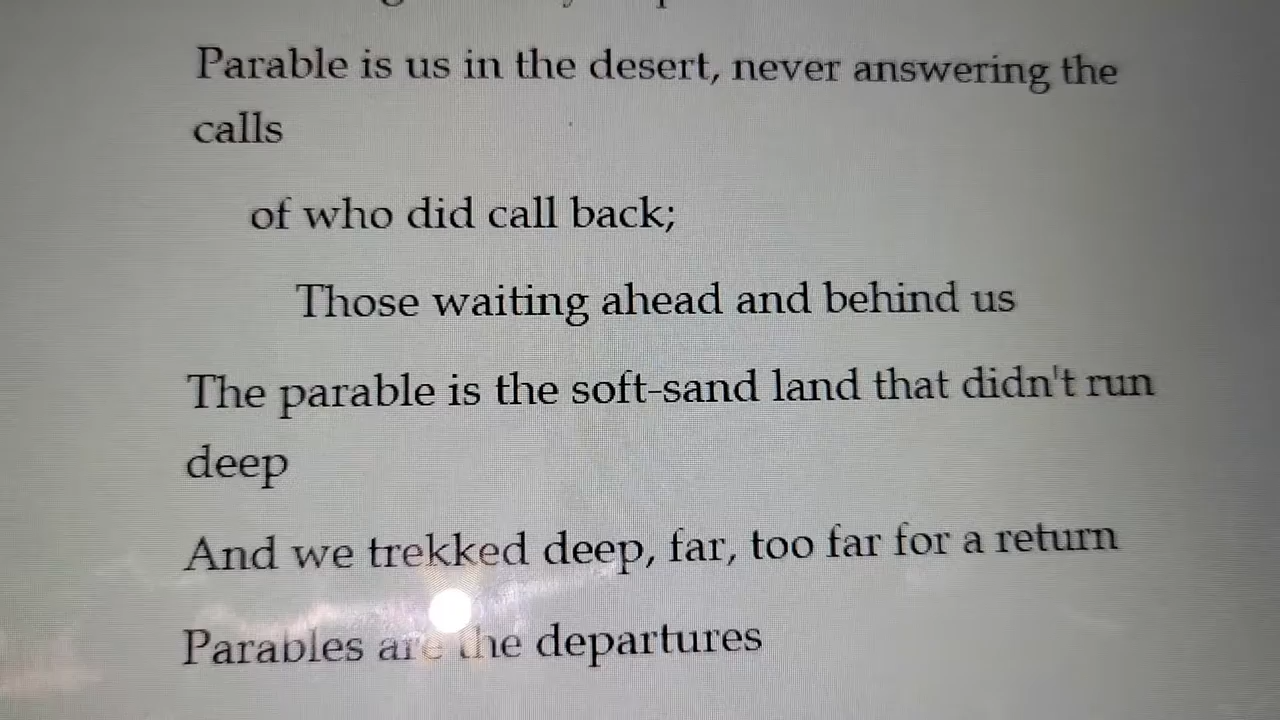 Parable is us in the desert, never answering the
calls
of who did call back;
Those waiting ahead and behind us
The parable is the soft-sand land that didn't run
deep
And we trekked deep, far, too far for a return
Parables are the departures